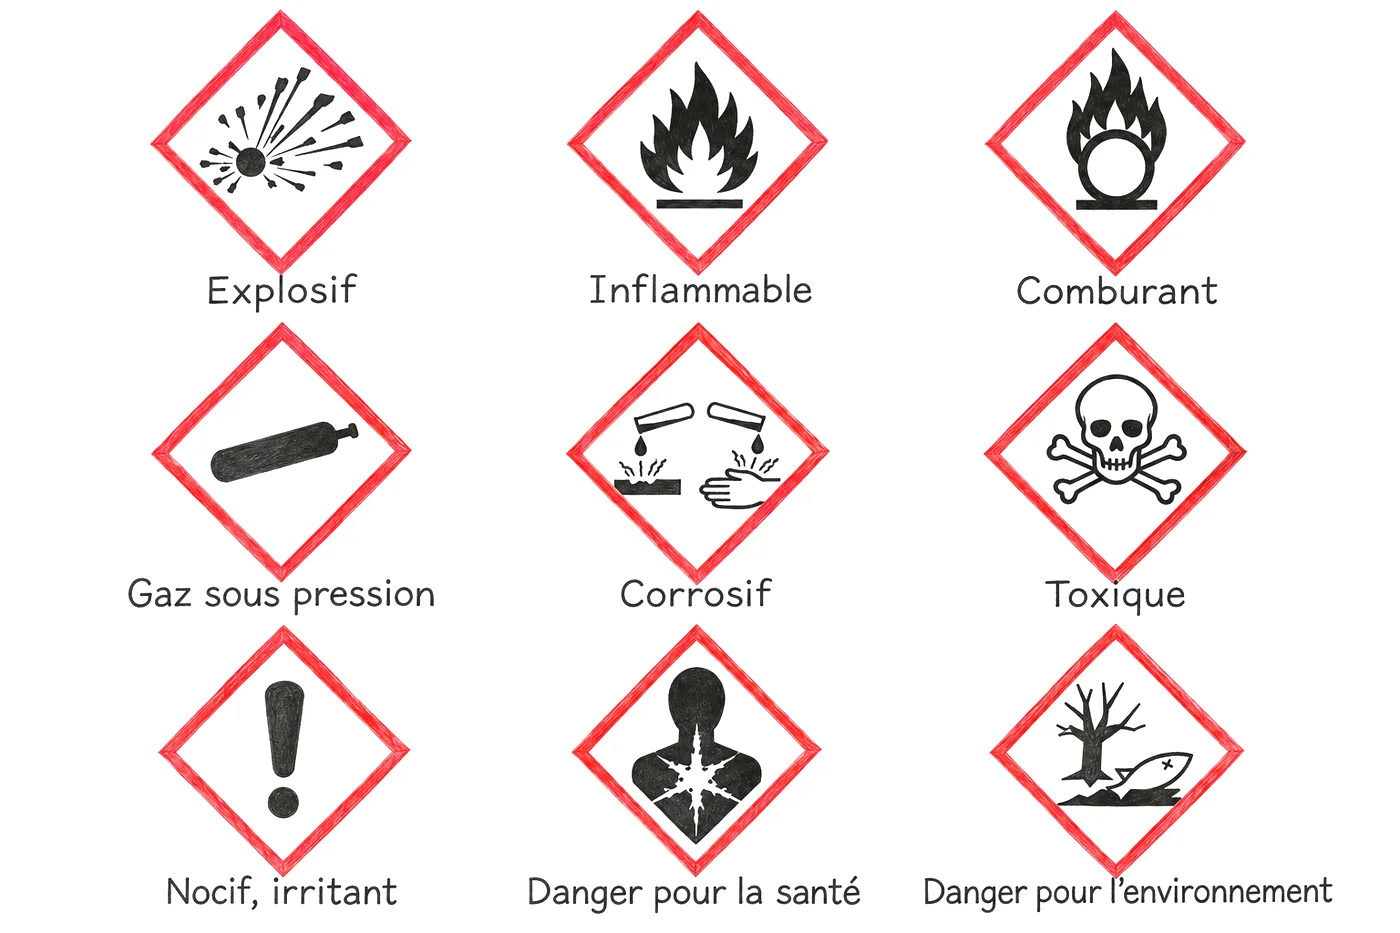 Explosif
Inflammable
Comburant
Gaz sous pression
Corrosif
Toxique
Nocif, irritant
Danger pour la santé
Danger pour l'environnement